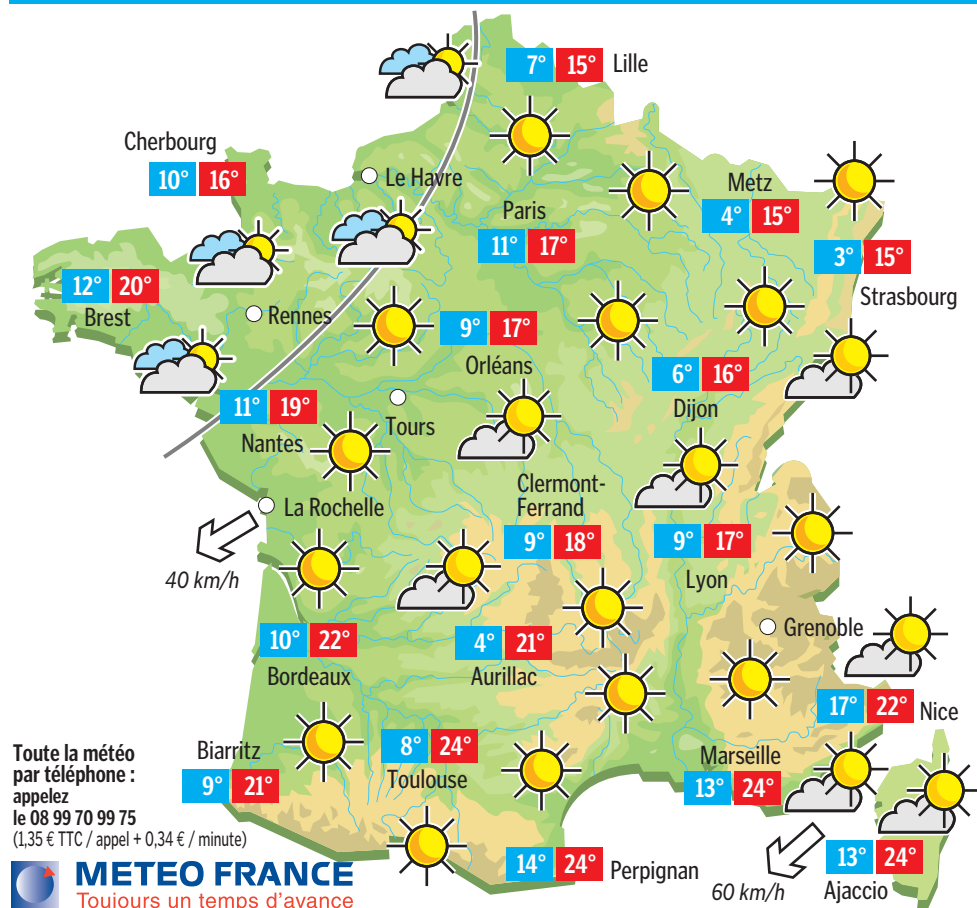 7° 15° Lille
Cherbourg
10° 16°
Le Havre
Metz
4° 15°
Paris
11° 17°
3° 15°
Strasbourg
12° 20°
Brest
Rennes
9° 17°
Orléans
6° 16°
Dijon
11° 19°
Nantes
Tours
Clermont-
Ferrand
9° 18°
La Rochelle
40 km/h
9° 17°
Lyon
Grenoble
10° 22°
Bordeaux
4° 21°
Aurillac
17° 22° Nice
Biarritz
9° 21°
8° 24°
Toulouse
Marseille
13° 24°
14° 24° Perpignan
60 km/h
13° 24°
Ajaccio
Toute la météo
par téléphone :
appelez
le 08 99 70 99 75
(1,35 € TTC / appel + 0,34 € / minute)
METEO FRANCE
Toujours un temps d'avance